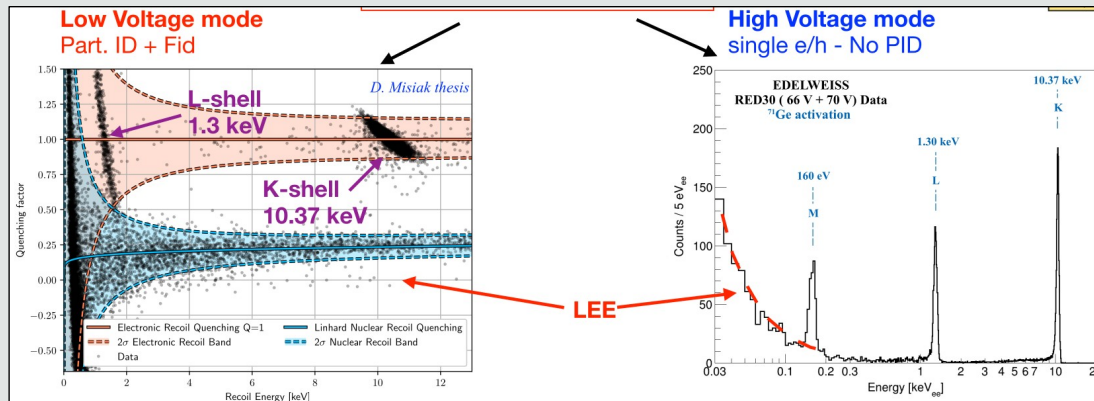 Low Voltage mode
Part. ID + Fid
High Voltage mode
single e/h - No PID
1.50
1.25
1.00
0.75
0.50
0.25
0.00
−0.25
−0.50
Quenching factor
D. Misiak thesis
L-shell
1.3 keV
K-shell
10.37 keV
Electronic Recoil Quenching Q=1
2σ Electronic Recoil Band
Data
Linhard Nuclear Recoil Quenching
2σ Nuclear Recoil Band
0 2 4 6 8 10 12
Recoil Energy [keV]
LEE
250
200
150
100
50
0
Counts / 5 eVee
EDELWEISS
RED30 ( 66 V + 70 V) Data
71Ge activation
10.37 keV
K
1.30 keV
L
160 eV
M
0.03 0.1 0.2 0.3 1 2 3 4 5 6 7 10
Energy [keVee]